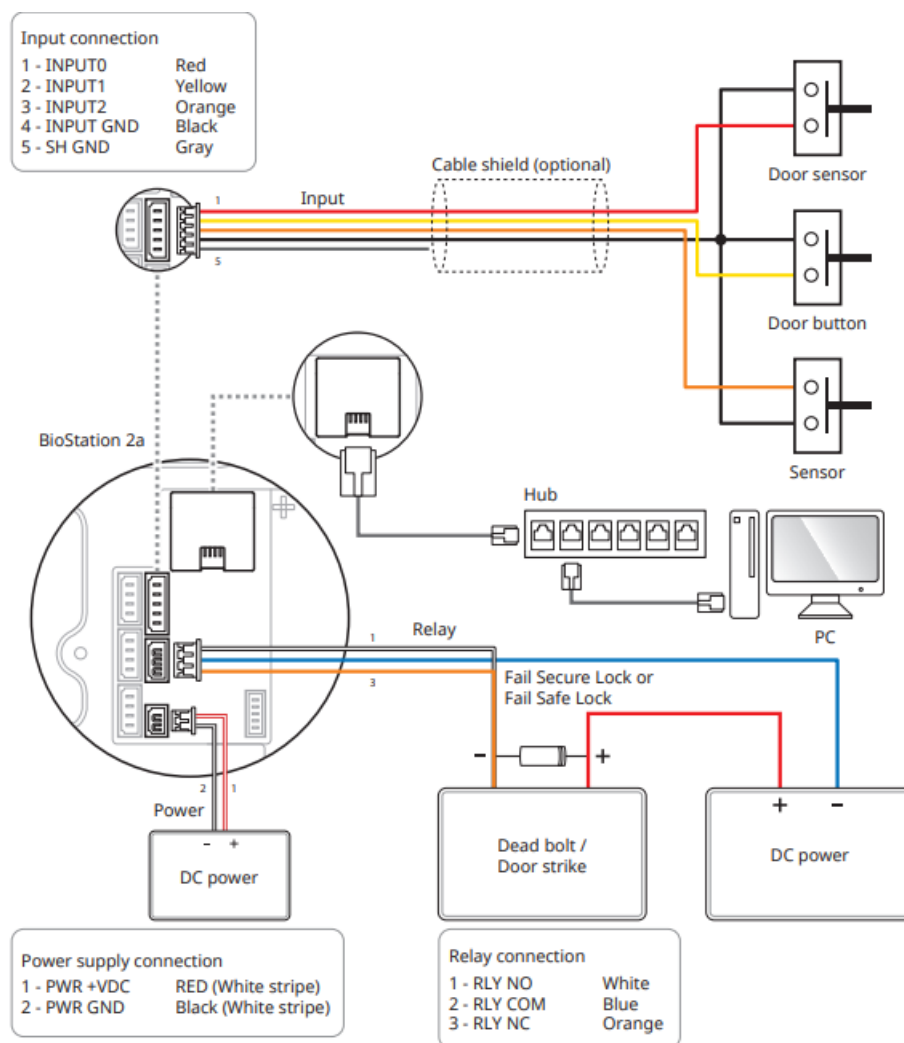 Input connection
1 - INPUT0 Red
2 - INPUT1 Yellow
3 - INPUT2 Orange
4 - INPUT GND Black
5 - SH GND Gray
Cable shield (optional)
Door sensor
1
Input
5
Door button
BioStation 2a
Sensor
Hub
PC
1
Relay
3
Fail Secure Lock or
Fail Safe Lock
- +
2 1
Power
- +
DC power
Dead bolt /
Door strike
+ -
DC power
Power supply connection
1 - PWR +VDC RED (White stripe)
2 - PWR GND Black (White stripe)
Relay connection
1 - RLY NO White
2 - RLY COM Blue
3 - RLY NC Orange